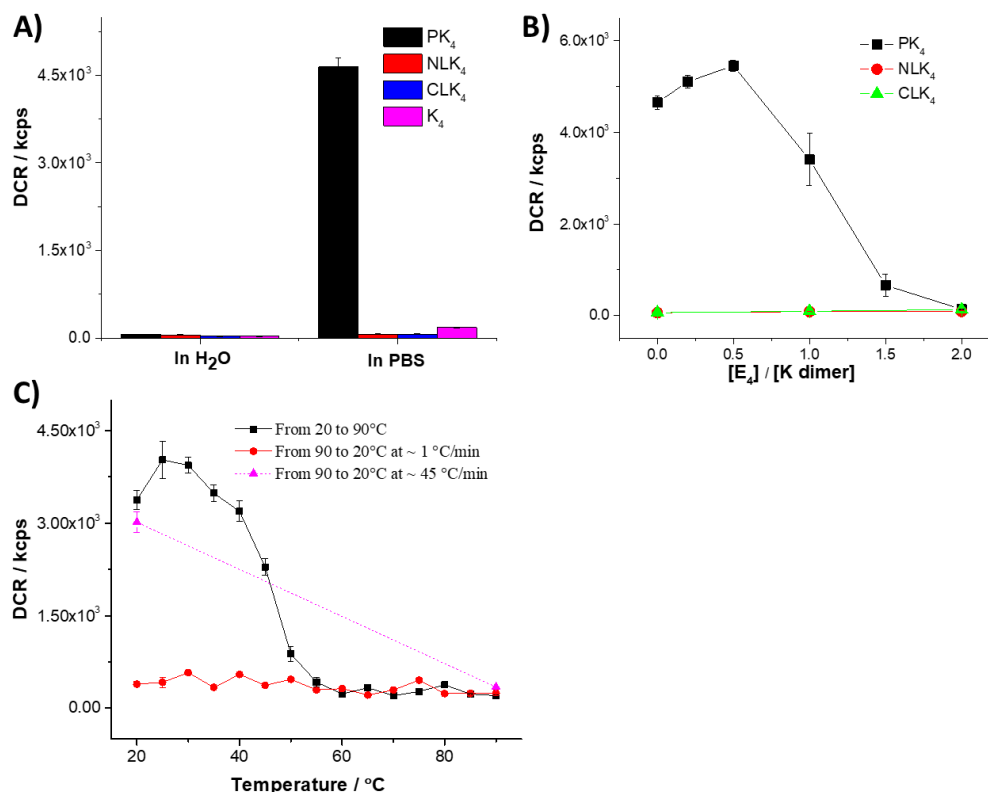 A)
DCR / kcps
4.5x10³
3.0x10³
1.5x10³
0.0
In H₂O
In PBS
PK₄
NLK₄
CLK₄
K₄
B)
DCR / kcps
6.0x10³
4.0x10³
2.0x10³
0.0
0.0 0.5 1.0 1.5 2.0
[E₄] / [K dimer]
PK₄
NLK₄
CLK₄
C)
DCR / kcps
4.50x10³
3.00x10³
1.50x10³
0.00
20 40 60 80
Temperature / °C
From 20 to 90°C
From 90 to 20°C at ~ 1 °C/min
From 90 to 20°C at ~ 45 °C/min